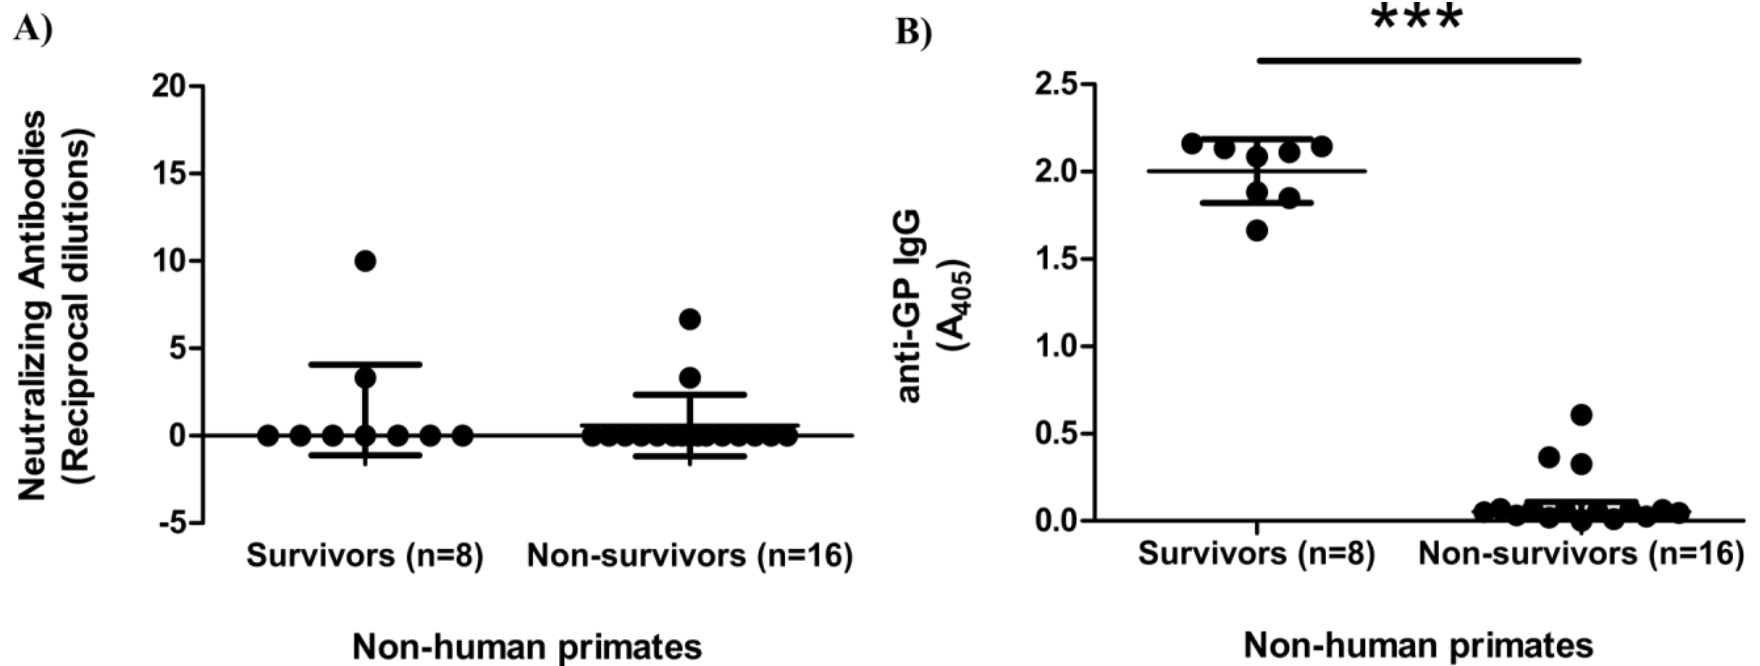 A)
Neutralizing Antibodies
(Reciprocal dilutions)
20
15
10
5
0
-5
Survivors (n=8) Non-survivors (n=16)
Non-human primates
B)
***
anti-GP IgG
(A405)
2.5
2.0
1.5
1.0
0.5
0.0
Survivors (n=8) Non-survivors (n=16)
Non-human primates